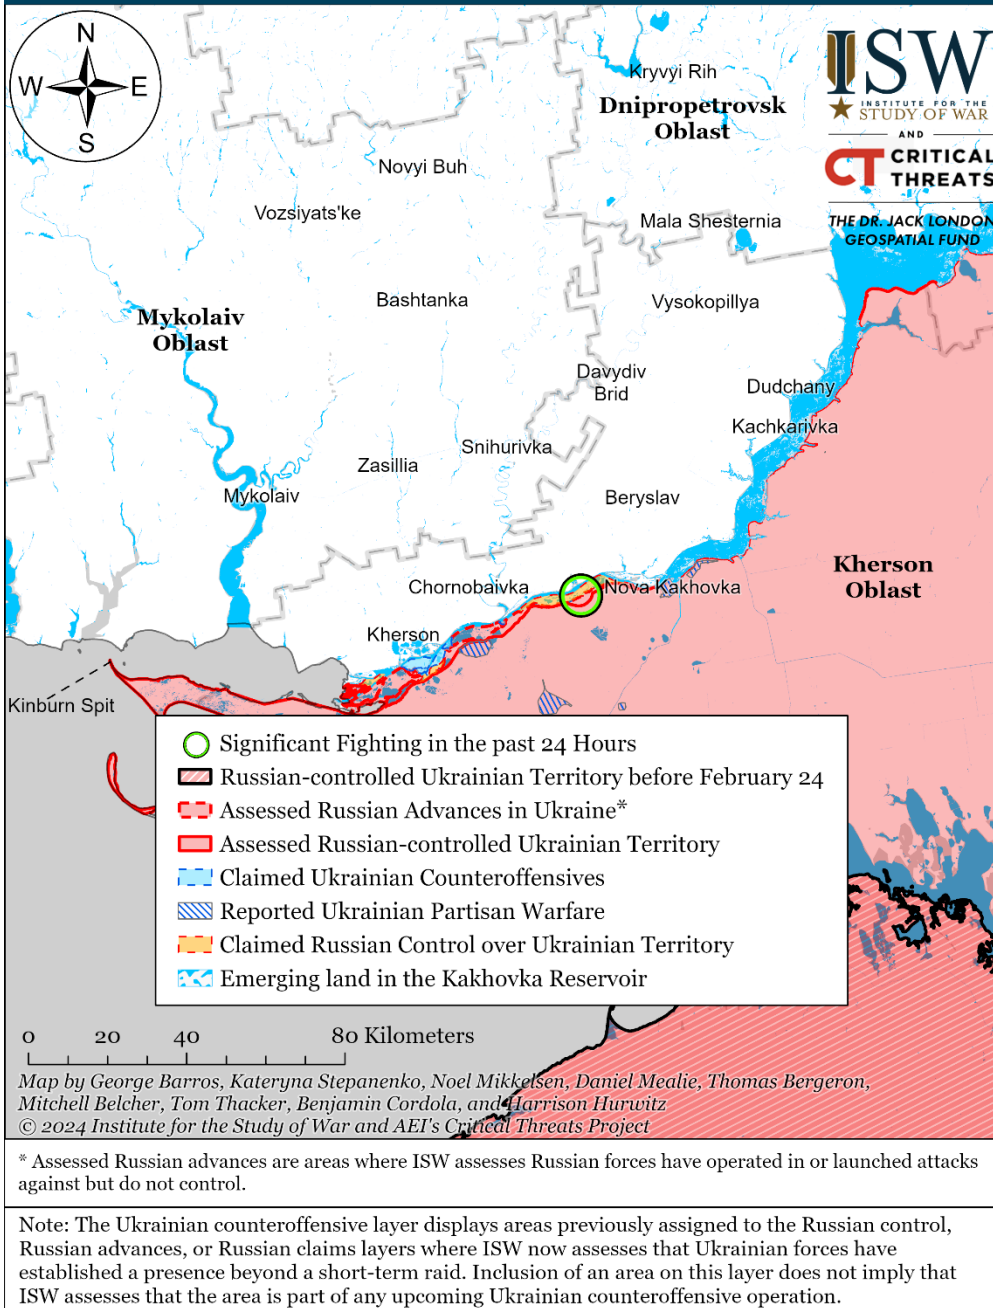 N
W
E
S
ISW
INSTITUTE FOR THE
STUDY OF WAR
AND
CT CRITICAL
THREATS
THE DR. JACK LONDON
GEOSPATIAL FUND
Kryvyi Rih
Dnipropetrovsk
Oblast
Novyi Buh
Vozsiyats'ke
Mala Shesternia
Bashtanka
Vysokopillya
Mykolaiv
Oblast
Davydiv
Brid
Dudchany
Kachkarivka
Snihurivka
Zasillia
Mykolaiv
Beryslav
Kherson
Oblast
Chornobaivka
Nova Kakhovka
Kherson
Kinburn Spit
Significant Fighting in the past 24 Hours
Russian-controlled Ukrainian Territory before February 24
Assessed Russian Advances in Ukraine*
Assessed Russian-controlled Ukrainian Territory
Claimed Ukrainian Counteroffensives
Reported Ukrainian Partisan Warfare
Claimed Russian Control over Ukrainian Territory
Emerging land in the Kakhovka Reservoir
0 20 40 80 Kilometers
Map by George Barros, Kateryna Stepanenko, Noel Mikkelsen, Daniel Mealie, Thomas Bergeron,
Mitchell Belcher, Tom Thacker, Benjamin Cordola, and Harrison Hurwitz
© 2024 Institute for the Study of War and AEI's Critical Threats Project
* Assessed Russian advances are areas where ISW assesses Russian forces have operated in or launched attacks
against but do not control.
Note: The Ukrainian counteroffensive layer displays areas previously assigned to the Russian control,
Russian advances, or Russian claims layers where ISW now assesses that Ukrainian forces have
established a presence beyond a short-term raid. Inclusion of an area on this layer does not imply that
ISW assesses that the area is part of any upcoming Ukrainian counteroffensive operation.